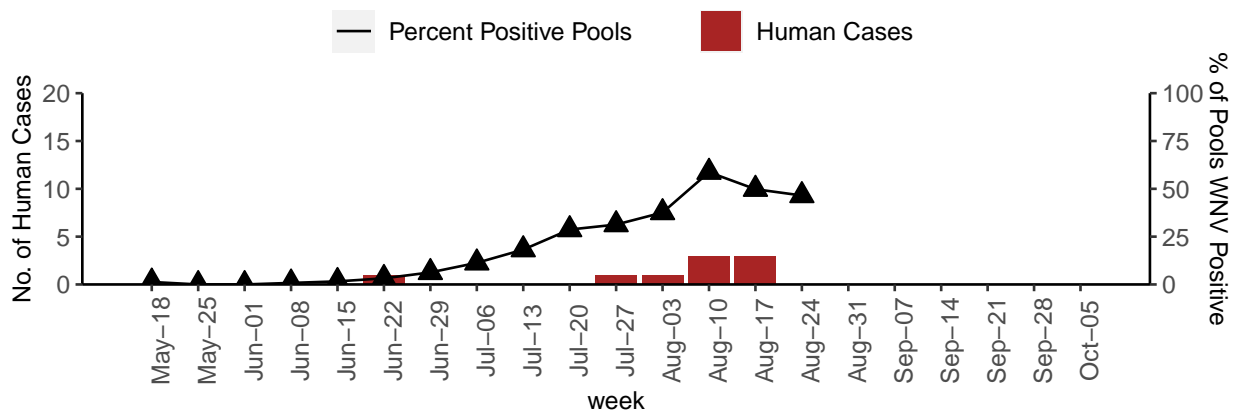 Percent Positive Pools
Human Cases
No. of Human Cases
20
15
10
5
0
% of Pools WNV Positive
100
75
50
25
0
May–18
May–25
Jun–01
Jun–08
Jun–15
Jun–22
Jun–29
Jul–06
Jul–13
Jul–20
Jul–27
Aug–03
Aug–10
Aug–17
Aug–24
Aug–31
Sep–07
Sep–14
Sep–21
Sep–28
Oct–05
week